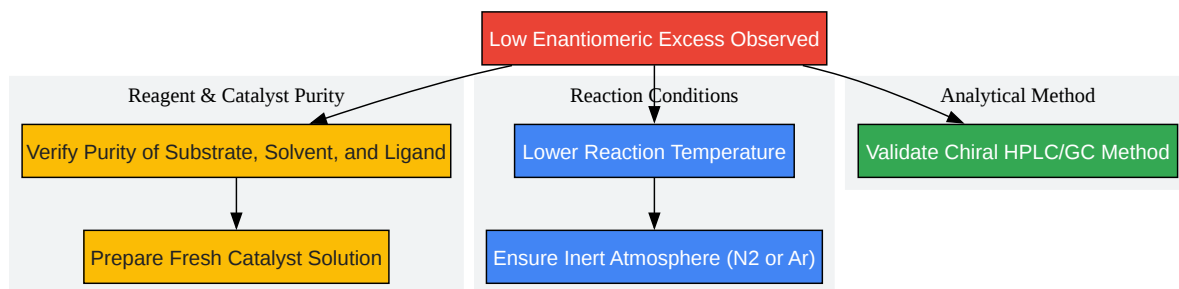 Low Enantiomeric Excess Observed
Reagent & Catalyst Purity
Reaction Conditions
Analytical Method
Verify Purity of Substrate, Solvent, and Ligand
Lower Reaction Temperature
Validate Chiral HPLC/GC Method
Prepare Fresh Catalyst Solution
Ensure Inert Atmosphere (N2 or Ar)